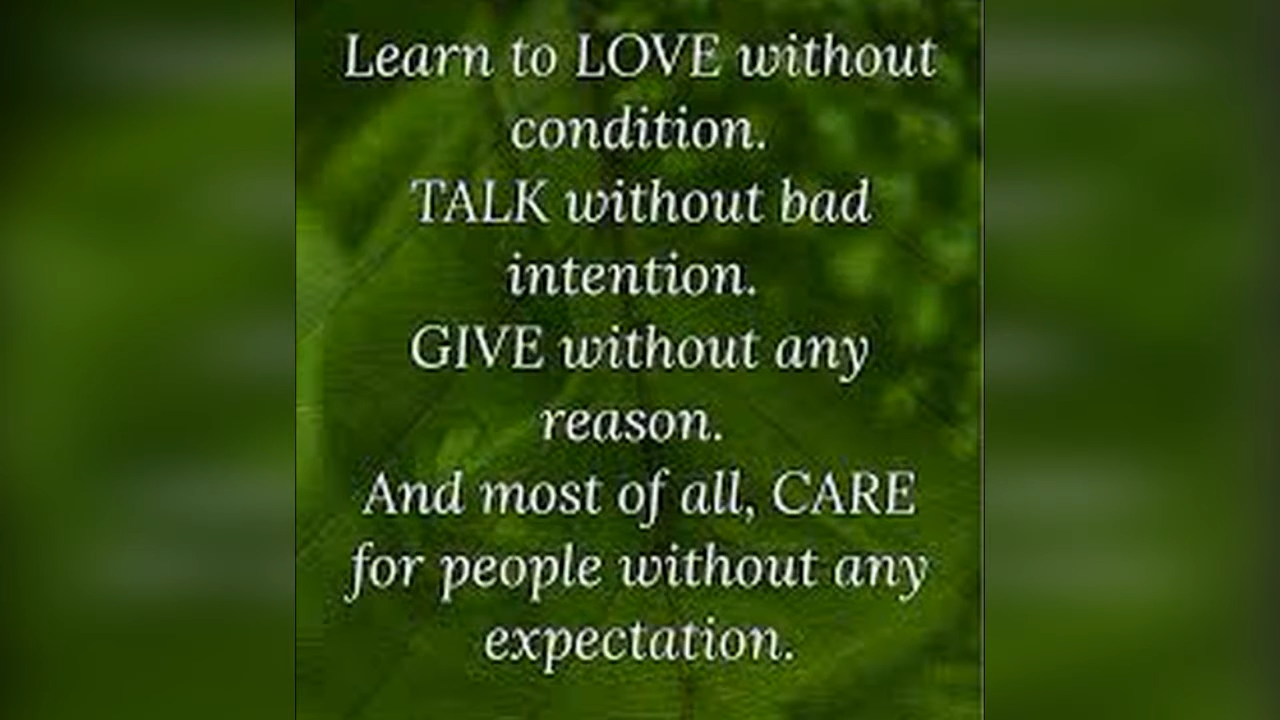 Learn to LOVE without
condition.
TALK without bad
intention.
GIVE without any
reason.
And most of all, CARE
for people without any
expectation.